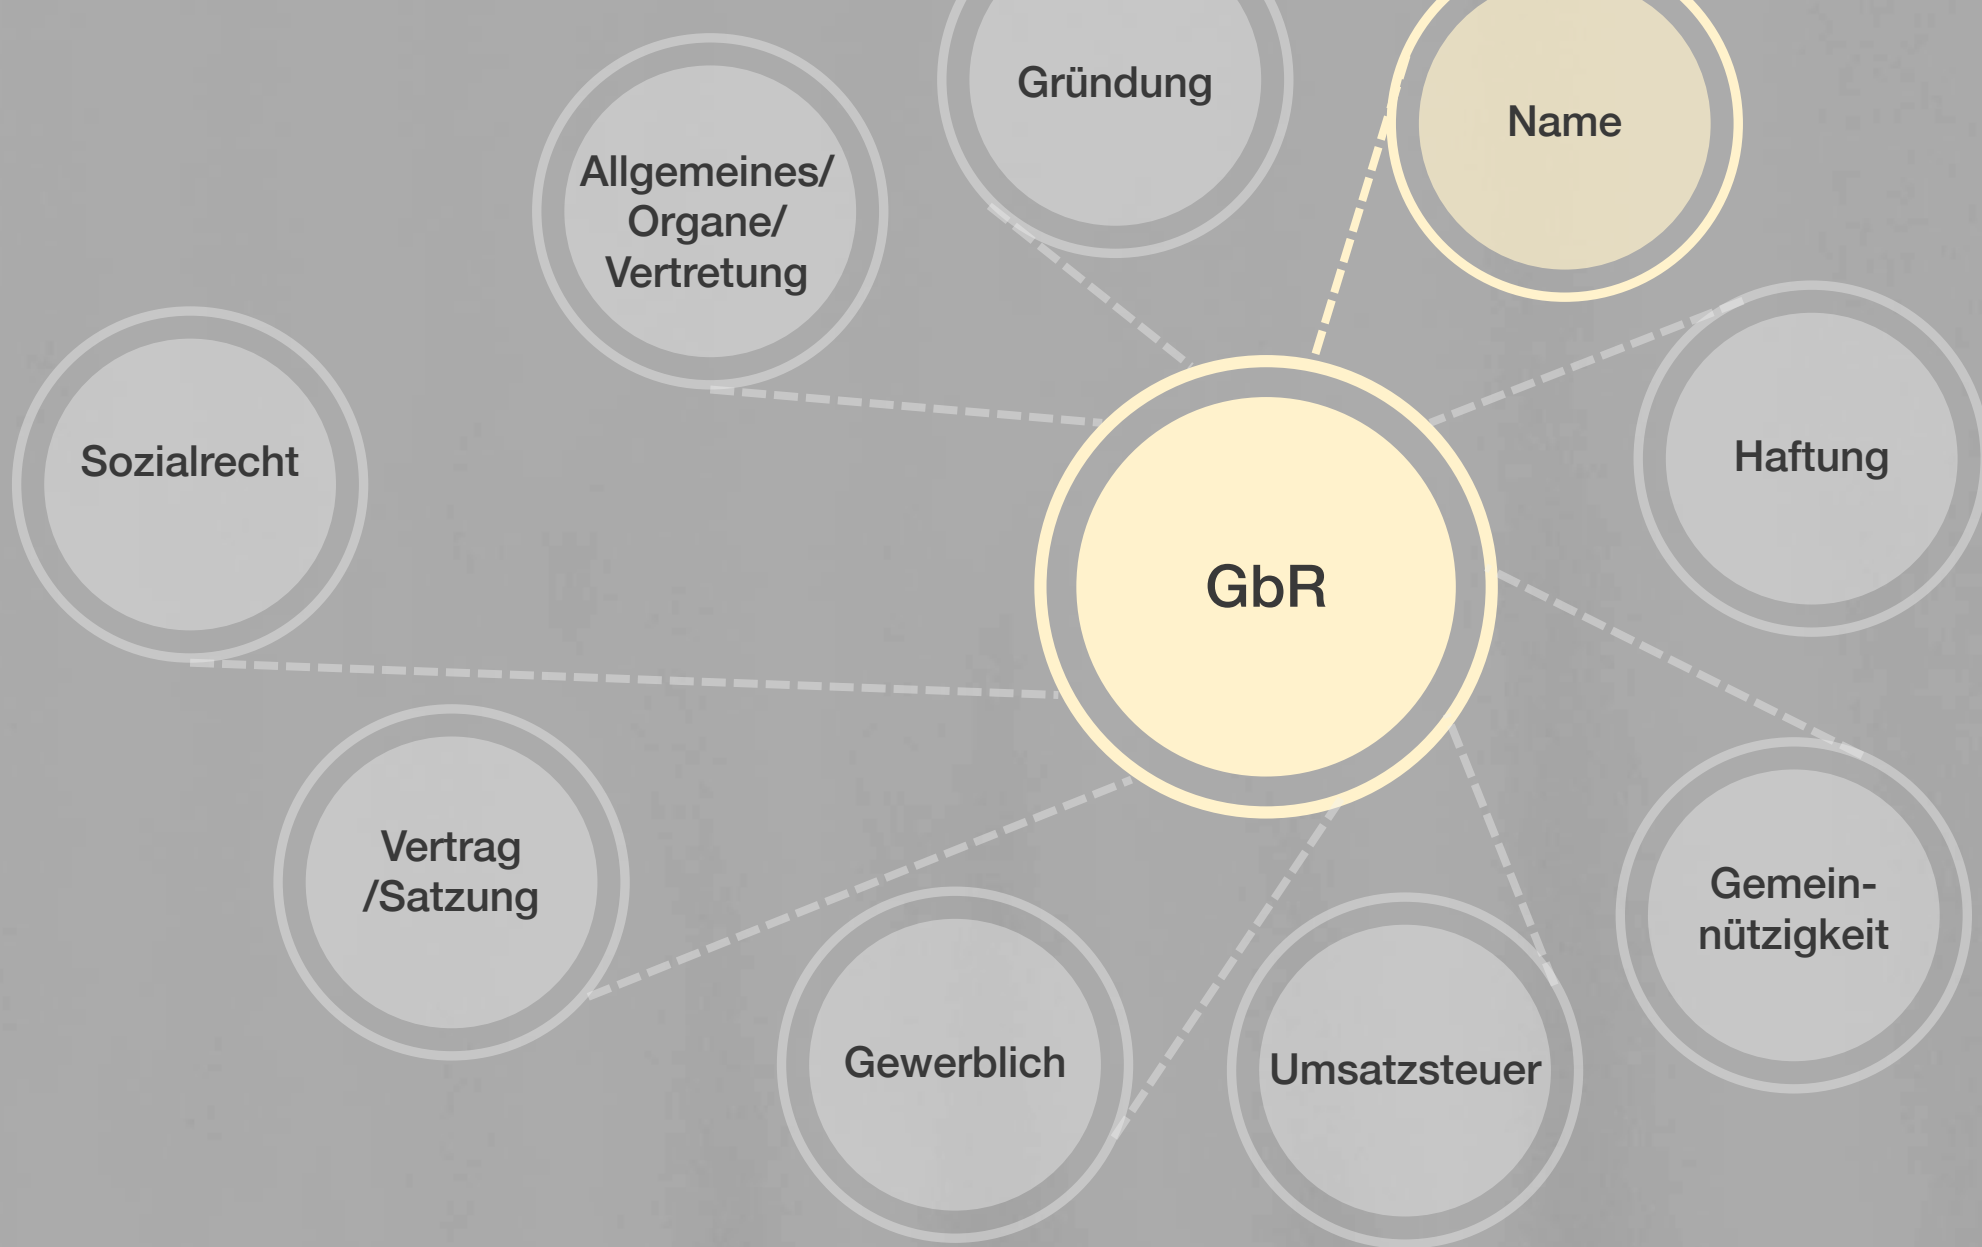 Gründung
Name
Allgemeines/
Organe/
Vertretung
Sozialrecht
Haftung
GbR
Vertrag
/Satzung
Gemein-
nützigkeit
Gewerblich
Umsatzsteuer